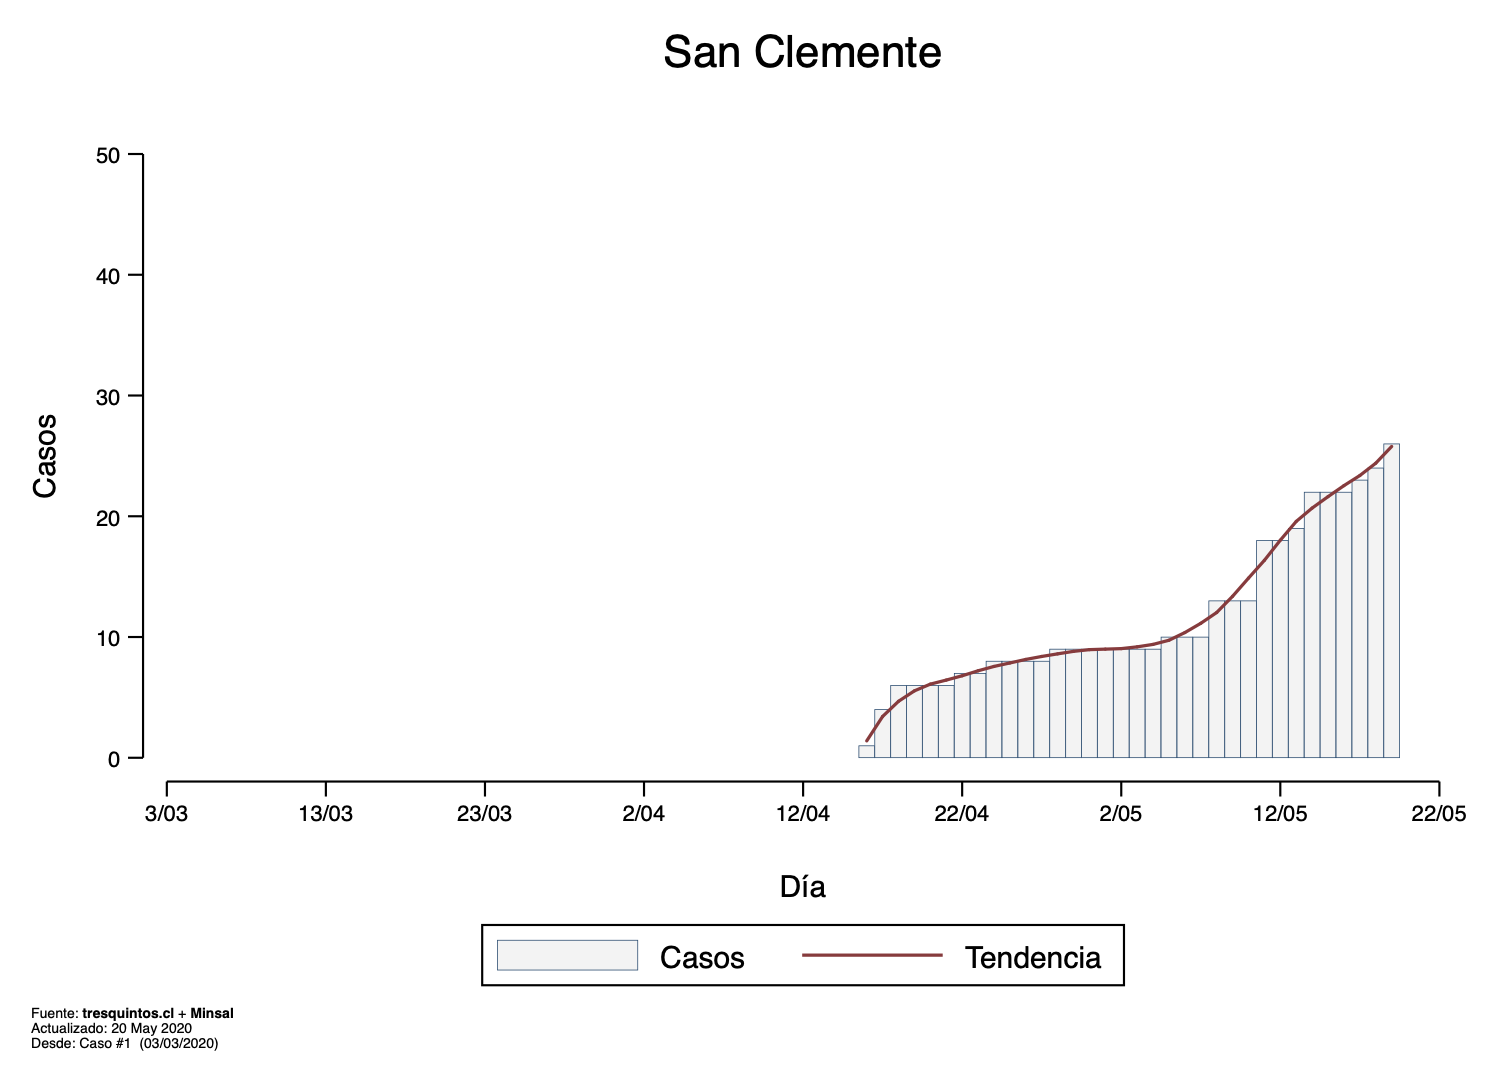 San Clemente
50
40
30
20
10
0
Casos
3/03 13/03 23/03 2/04 12/04 22/04 2/05 12/05 22/05
Día
Casos Tendencia
Fuente: tresquintos.cl + Minsal
Actualizado: 20 May 2020
Desde: Caso #1 (03/03/2020)